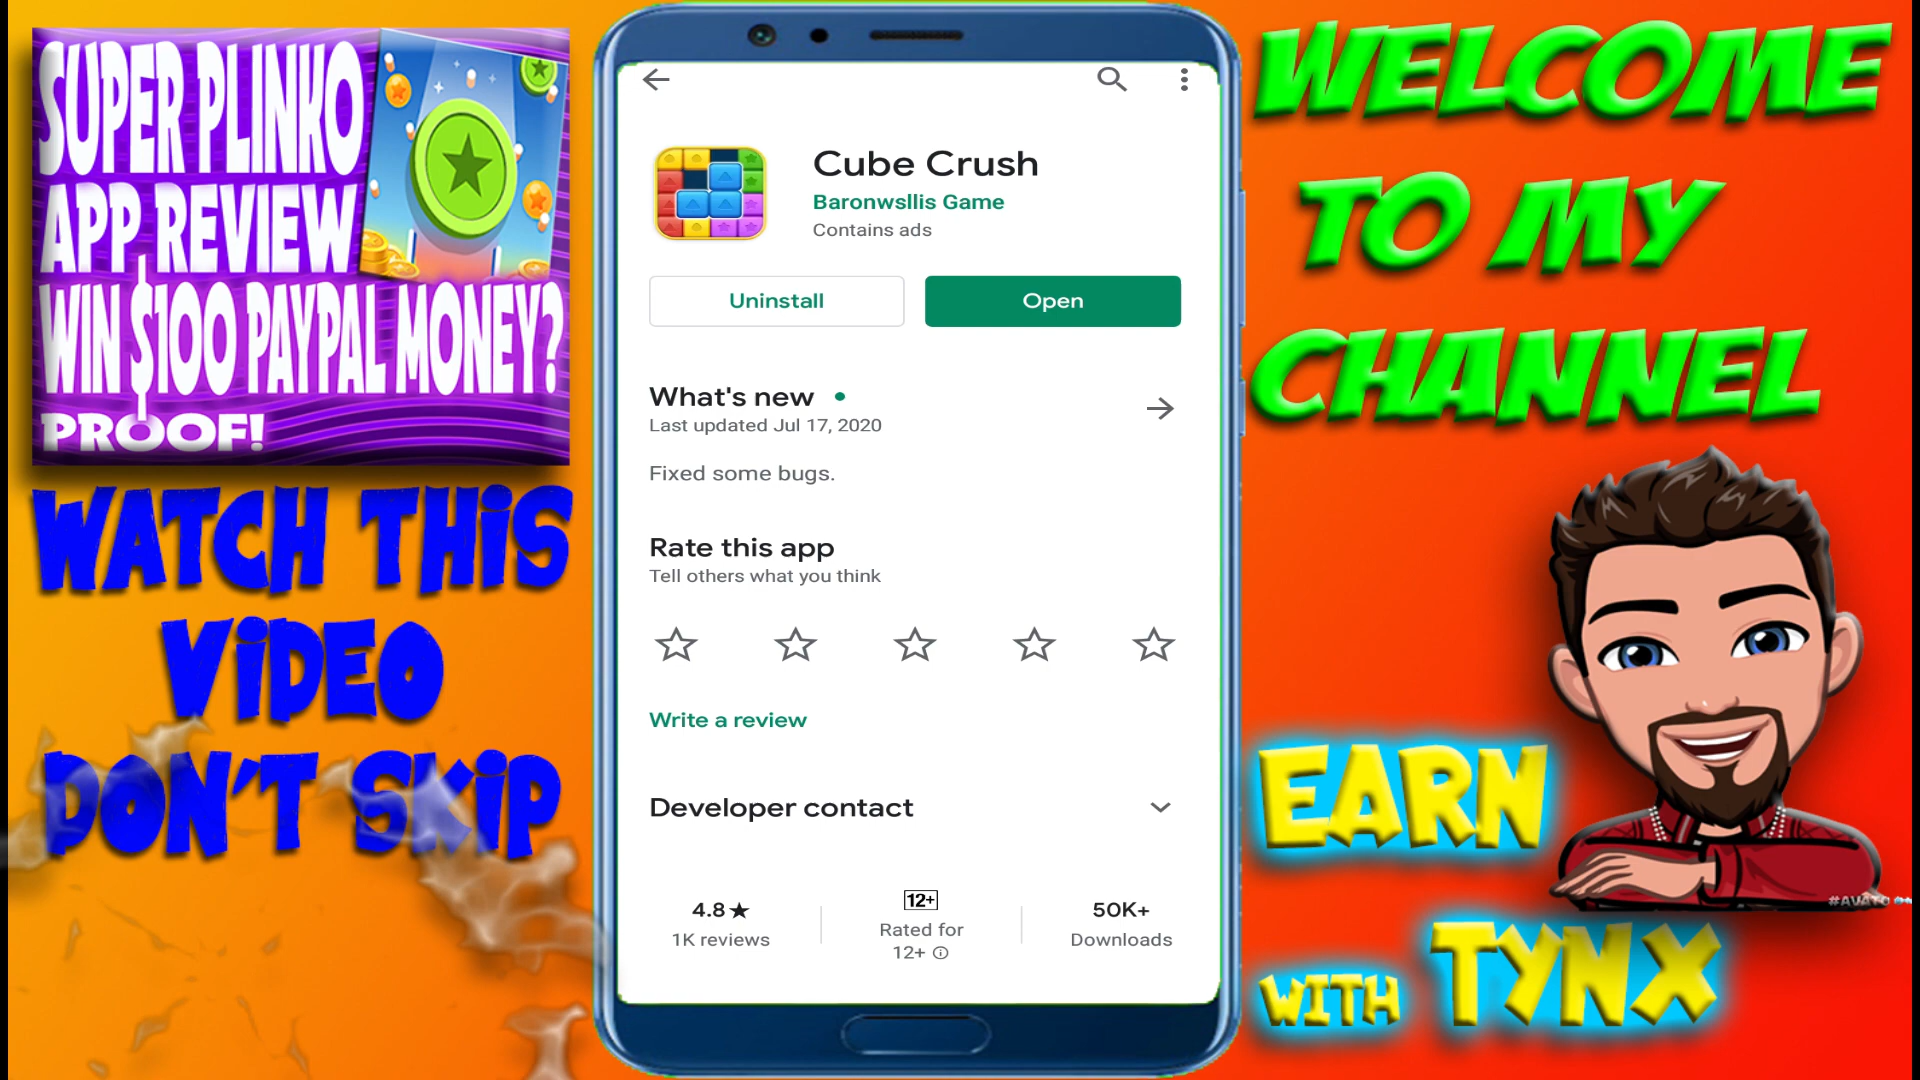 SUPER PLINKO
APP REVIEW
WIN $100 PAYPAL MONEY?
PROOF!
WATCH THiS
ViDEO
DON'T SKiP
Cube Crush
Baronwsllis Game
Contains ads
Uninstall
Open
What's new
Last updated Jul 17, 2020
Fixed some bugs.
Rate this app
Tell others what you think
Write a review
Developer contact
4.8★
1K reviews
12+
Rated for
12+
50K+
Downloads
WELCOME
TO MY
CHANNEL
EARN
WITH TYNX